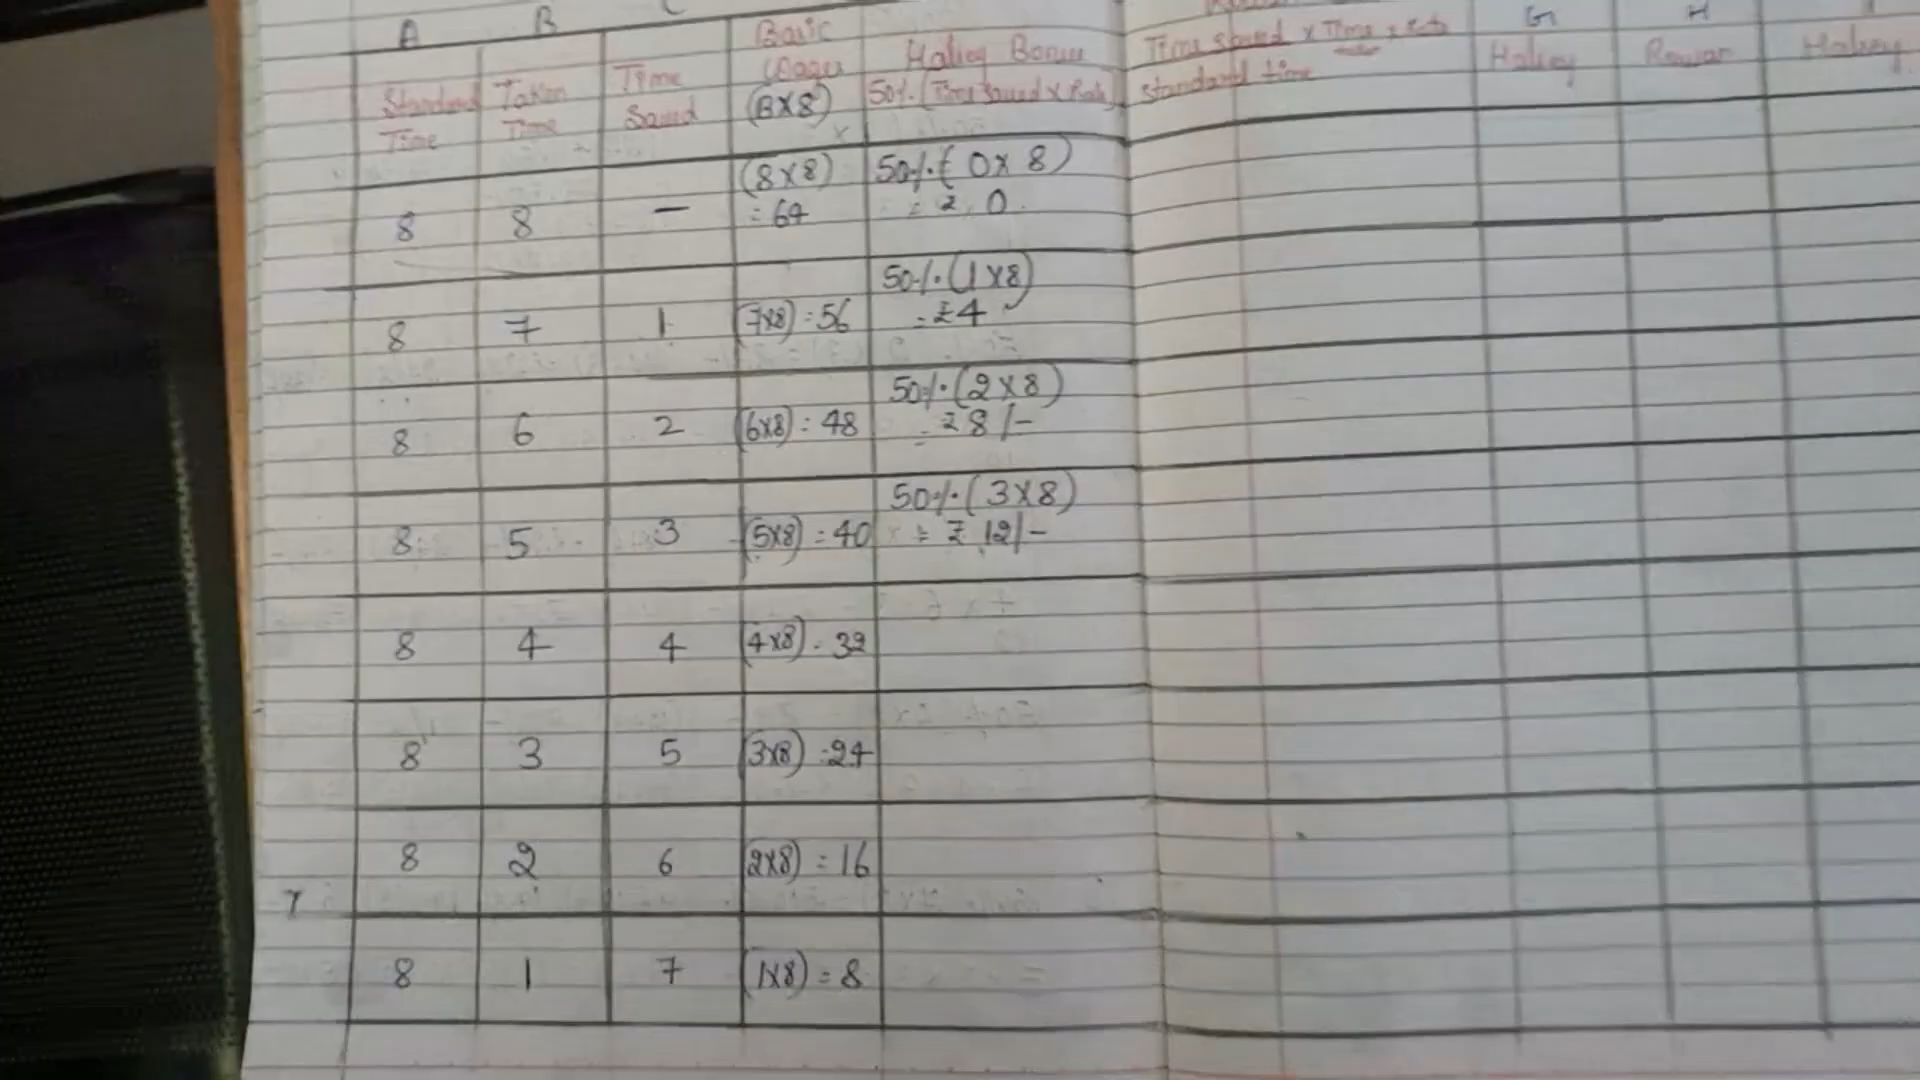 A B C G H
Standard Time
Taken Time
Time Saved
Basic Wages (B×8)
Halsey Bonus 50%(Time Saved × Rate)
Time saved × Time × Rate
standard time
Halsey
Rowan
Halsey
8 8 — (8×8) = 64 50%(0×8) = ₹ 0
8 7 1 (7×8) = 56 50%(1×8) = ₹4
8 6 2 (6×8) = 48 50%(2×8) = ₹8/-
8 5 3 (5×8) = 40 50%(3×8) = ₹ 12/-
8 4 4 (4×8) = 32
8 3 5 (3×8) = 24
8 2 6 (2×8) = 16
8 1 7 (1×8) = 8